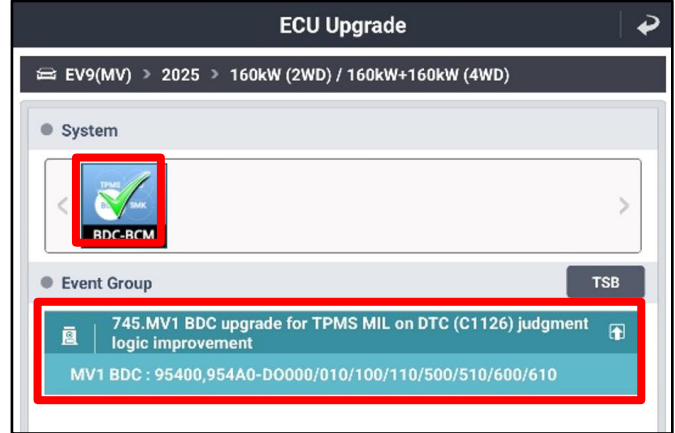 ECU Upgrade
EV9(MV) > 2025 > 160kW (2WD) / 160kW+160kW (4WD)
System
TPMS
SMK
BDC-BCM
Event Group
TSB
745.MV1 BDC upgrade for TPMS MIL on DTC (C1126) judgment
logic improvement
MV1 BDC : 95400,954A0-DO000/010/100/110/500/510/600/610